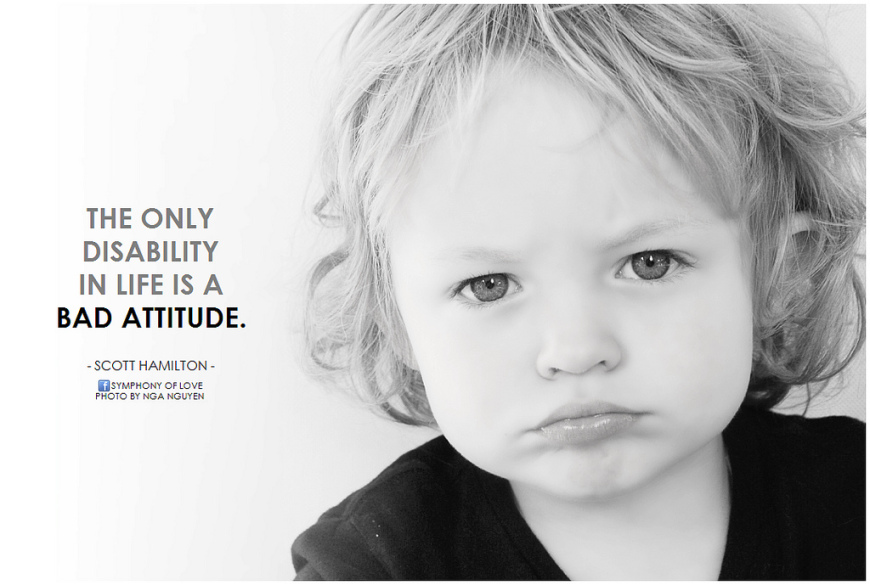 THE ONLY
DISABILITY
IN LIFE IS A
BAD ATTITUDE.
- SCOTT HAMILTON -
f SYMPHONY OF LOVE
PHOTO BY NGA NGUYEN